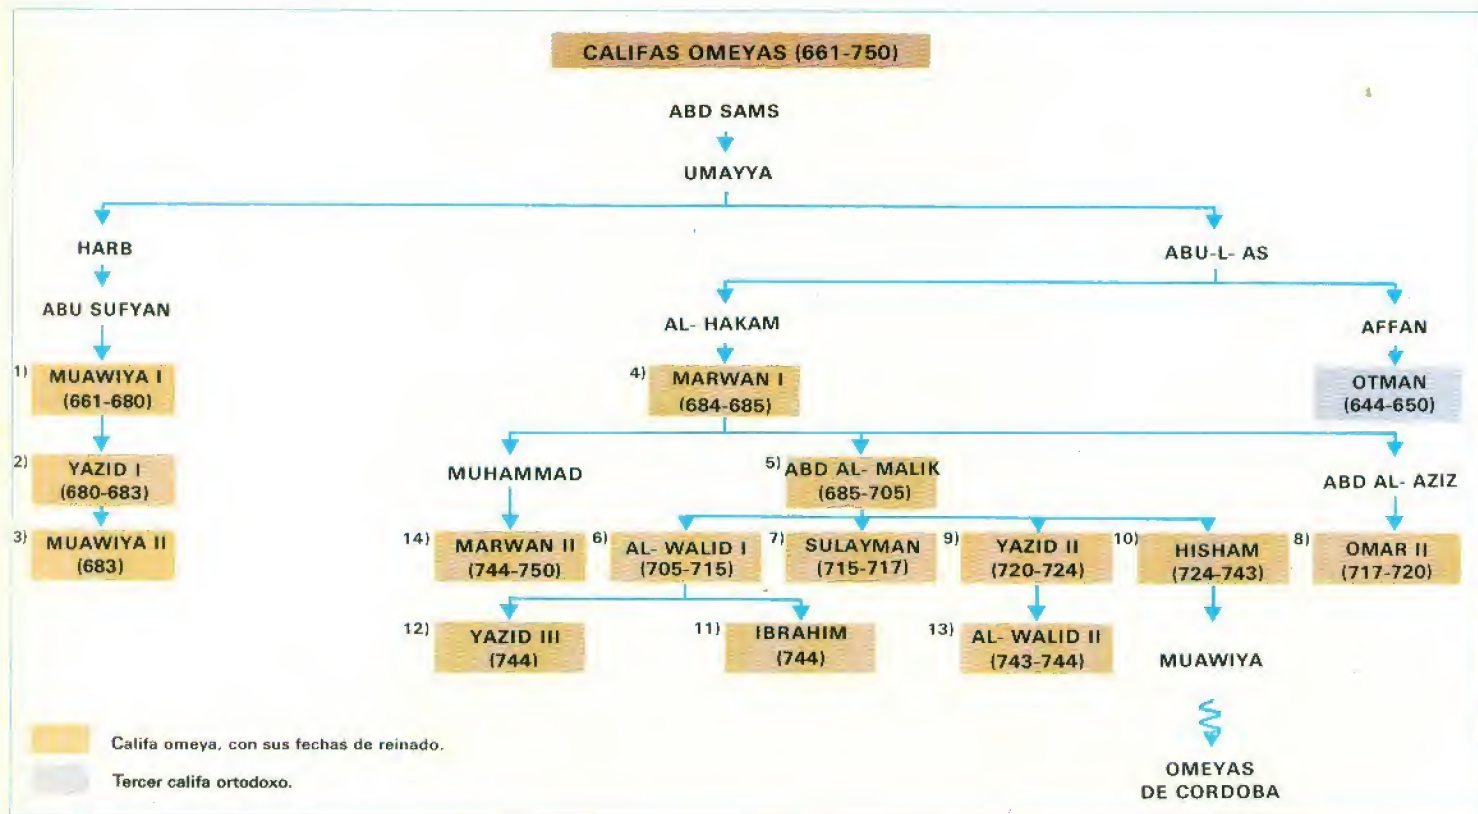 CALIFAS OMEYAS (661-750)
ABD SAMS
UMAYYA
HARB
ABU-L- AS
ABU SUFYAN
AL- HAKAM
AFFAN
1) MUAWIYA I
(661-680)
4) MARWAN I
(684-685)
OTMAN
(644-650)
2) YAZID I
(680-683)
MUHAMMAD
5) ABD AL- MALIK
(685-705)
ABD AL- AZIZ
3) MUAWIYA II
(683)
14) MARWAN II
(744-750)
6) AL- WALID I
(705-715)
7) SULAYMAN
(715-717)
9) YAZID II
(720-724)
10) HISHAM
(724-743)
8) OMAR II
(717-720)
12) YAZID III
(744)
11) IBRAHIM
(744)
13) AL- WALID II
(743-744)
MUAWIYA
OMEYAS
DE CORDOBA
Califa omeya, con sus fechas de reinado.
Tercer califa ortodoxo.